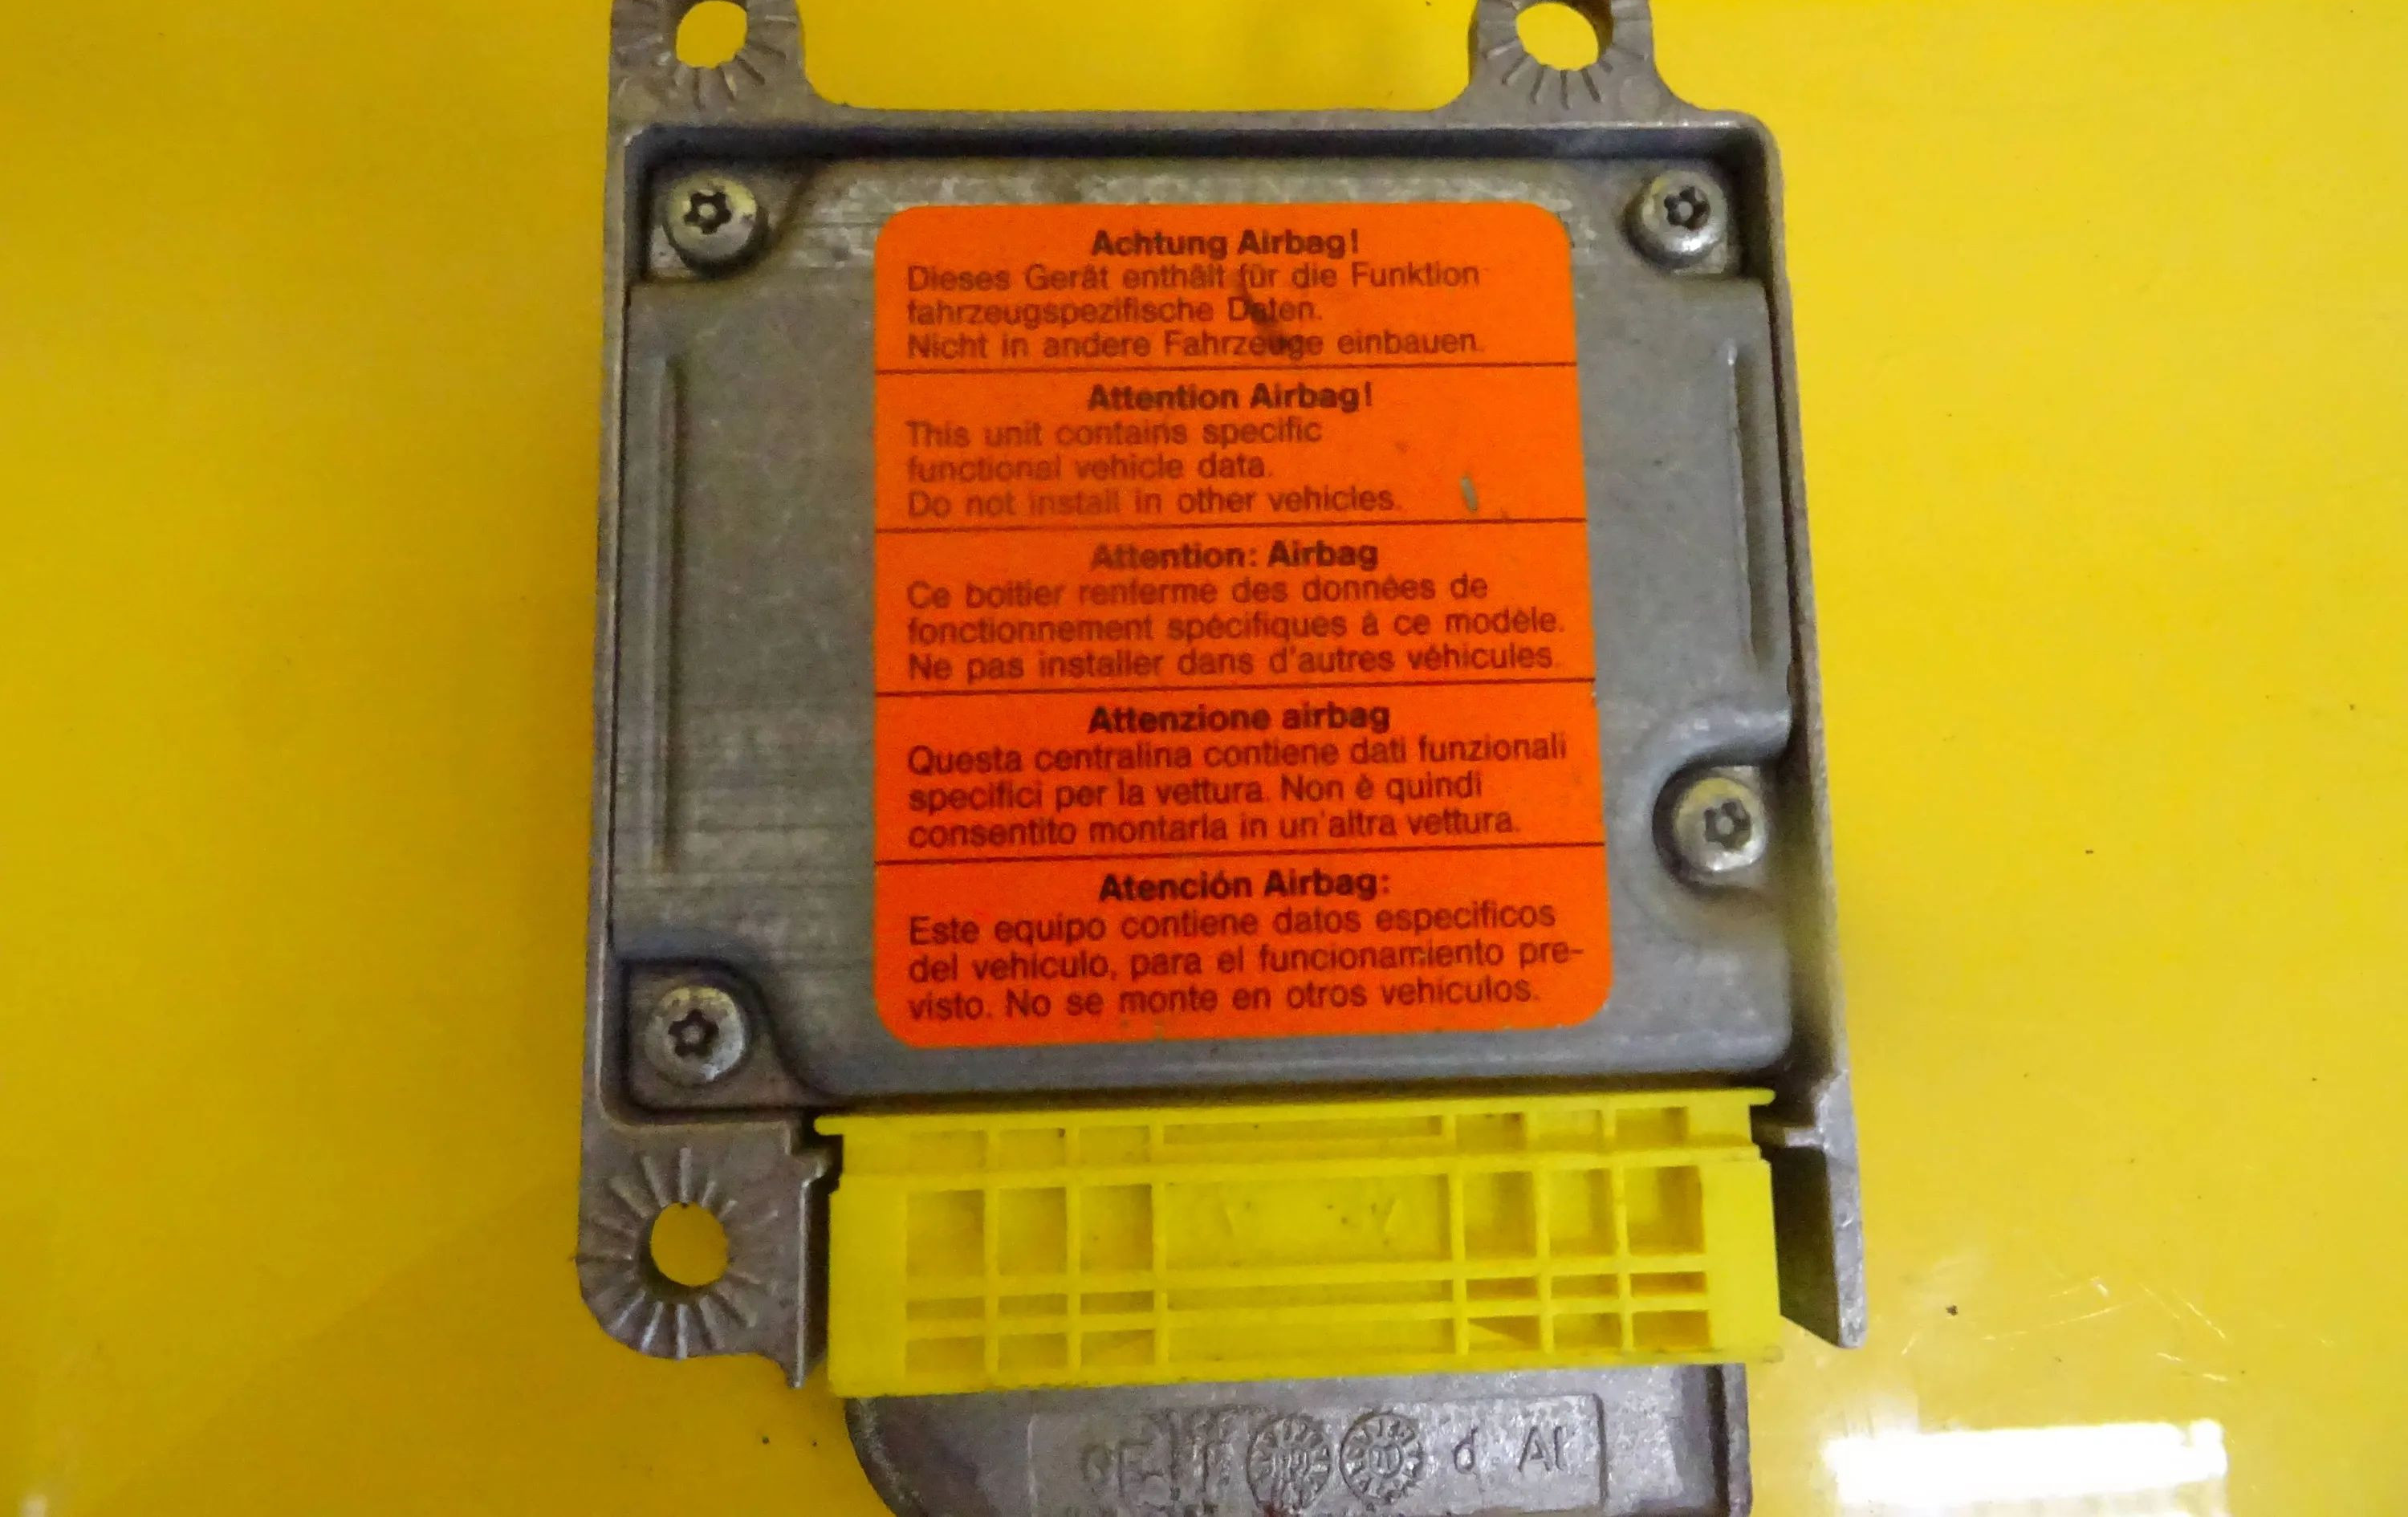 Achtung Airbag!
Dieses Gerät enthält für die Funktion
fahrzeugspezifische Daten.
Nicht in andere Fahrzeuge einbauen.
Attention Airbag!
This unit contains specific
functional vehicle data.
Do not install in other vehicles.
Attention: Airbag
Ce boitier renferme des données de
fonctionnement spécifiques à ce modèle.
Ne pas installer dans d'autres véhicules.
Attenzione airbag
Questa centralina contiene dati funzionali
specifici per la vettura. Non è quindi
consentito montarla in un'altra vettura.
Atención Airbag:
Este equipo contiene datos especificos
del vehiculo, para el funcionamiento pre-
visto. No se monte en otros vehiculos.
d Al